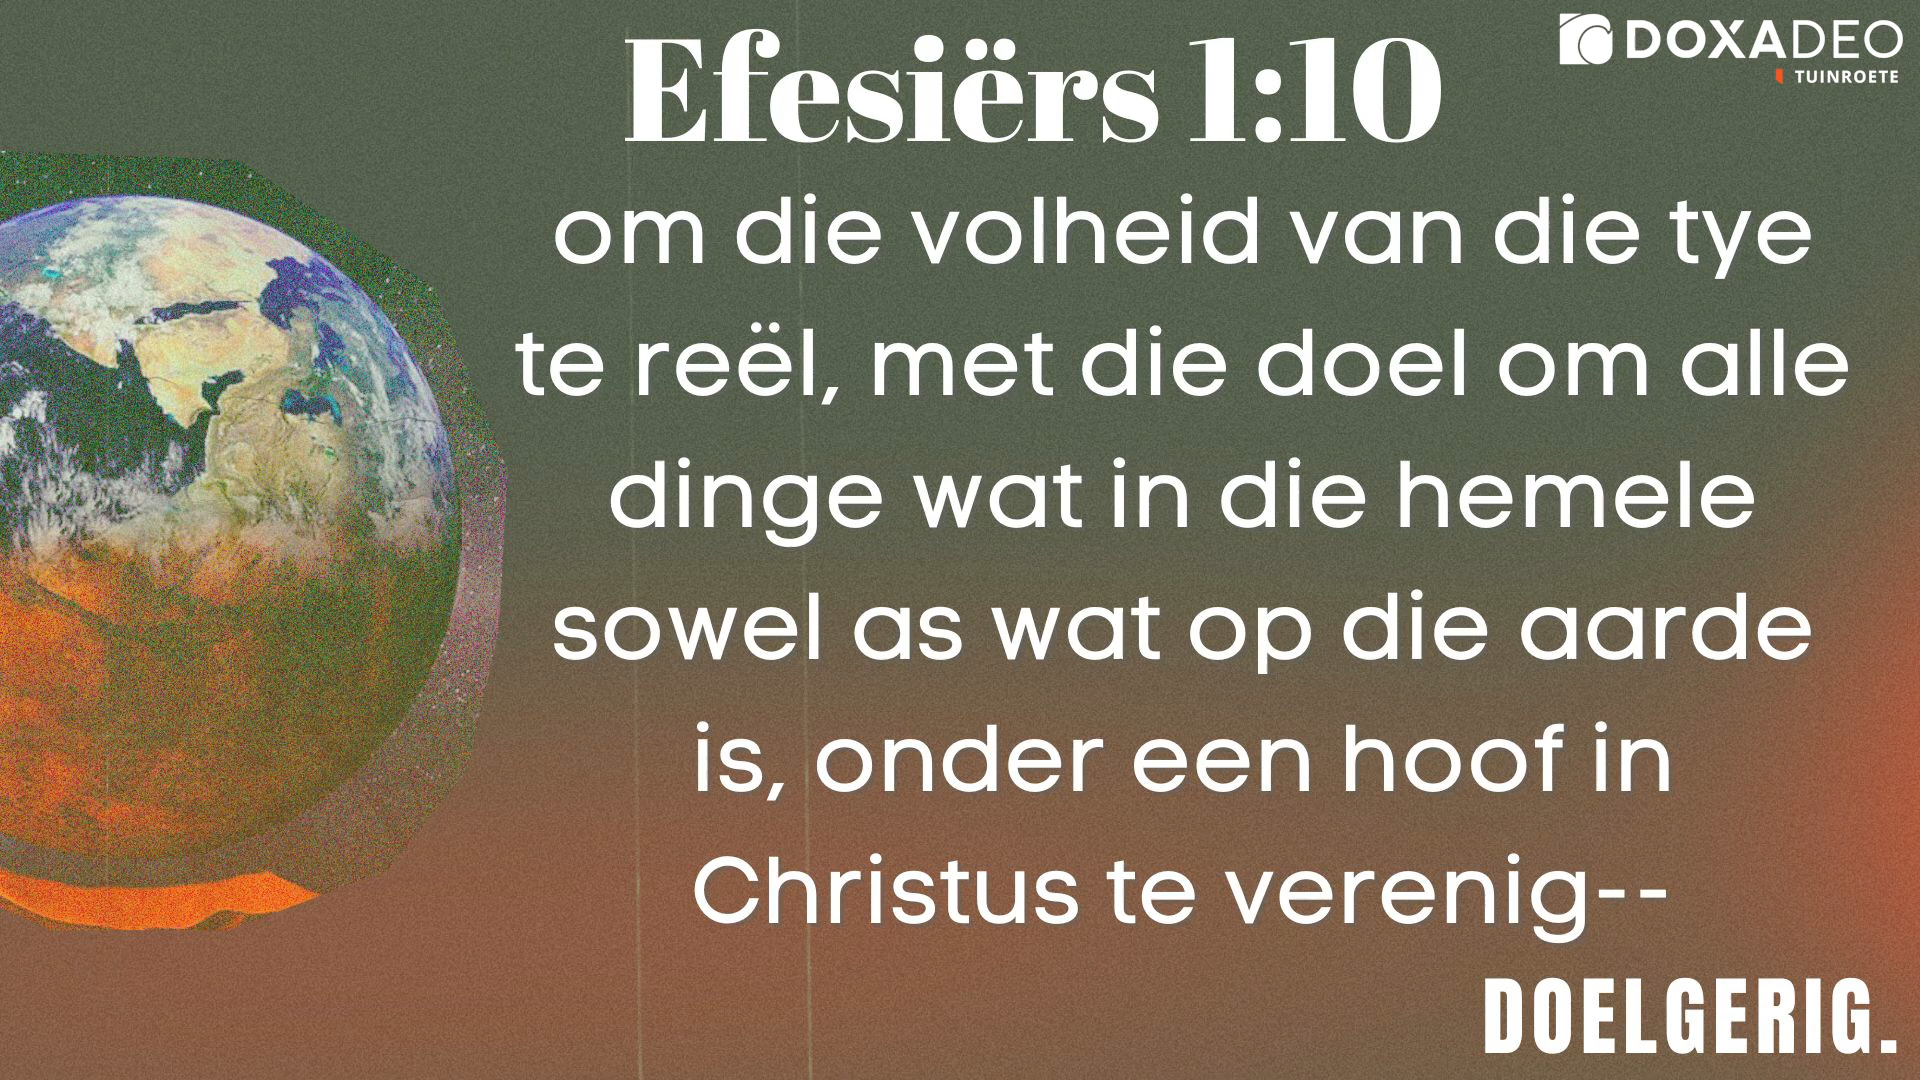 DOXADEO
TUINROETE
Efesiërs 1:10
om die volheid van die tye
te reël, met die doel om alle
dinge wat in die hemele
sowel as wat op die aarde
is, onder een hoof in
Christus te verenig--
DOELGERIG.